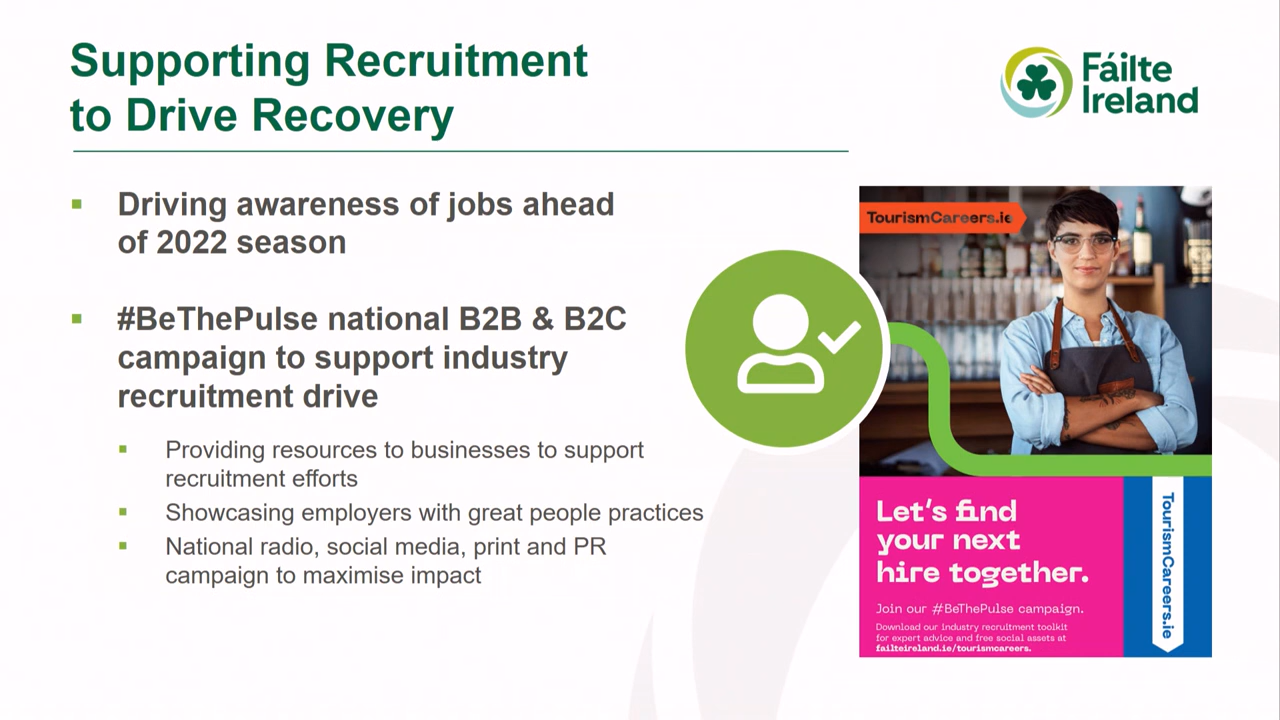 Supporting Recruitment
to Drive Recovery
Fáilte
Ireland
Driving awareness of jobs ahead
of 2022 season
#BeThePulse national B2B & B2C
campaign to support industry
recruitment drive
Providing resources to businesses to support
recruitment efforts
Showcasing employers with great people practices
National radio, social media, print and PR
campaign to maximise impact
TourismCareers.ie
Let's find
your next
hire together.
Join our #BeThePulse campaign.
Download our industry recruitment toolkit
for expert advice and free social assets at
failteireland.ie/tourismcareers.
TourismCareers.ie